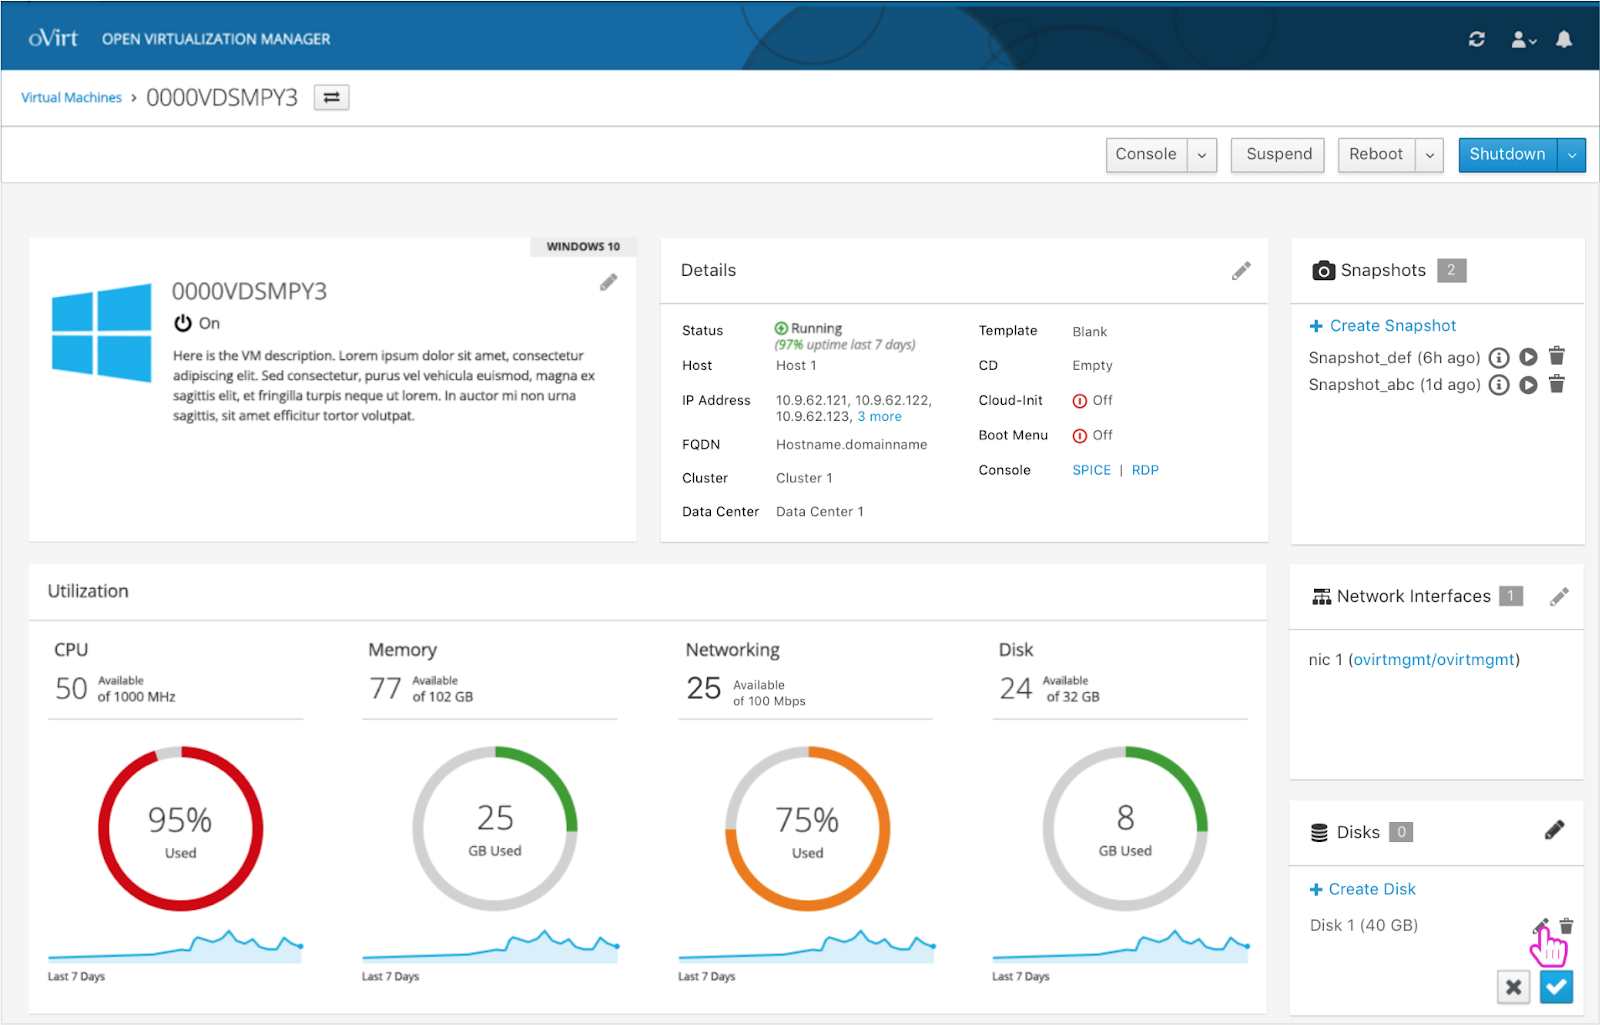 oVirt OPEN VIRTUALIZATION MANAGER
Virtual Machines › 0000VDSMPY3
Console Suspend Reboot Shutdown
WINDOWS 10
0000VDSMPY3
On
Here is the VM description. Lorem ipsum dolor sit amet, consectetur
adipiscing elit. Sed consectetur, purus vel vehicula euismod, magna ex
sagittis elit, et fringilla turpis neque ut lorem. In auctor mi non urna
sagittis, sit amet efficitur tortor volutpat.
Details
Status Running
(97% uptime last 7 days)
Host Host 1
IP Address 10.9.62.121, 10.9.62.122,
10.9.62.123, 3 more
FQDN Hostname.domainname
Cluster Cluster 1
Data Center Data Center 1
Template Blank
CD Empty
Cloud-Init Off
Boot Menu Off
Console SPICE | RDP
Snapshots 2
+ Create Snapshot
Snapshot_def (6h ago)
Snapshot_abc (1d ago)
Utilization
CPU
50 Available
of 1000 MHz
95%
Used
Last 7 Days
Memory
77 Available
of 102 GB
25
GB Used
Last 7 Days
Networking
25 Available
of 100 Mbps
75%
Used
Last 7 Days
Disk
24 Available
of 32 GB
8
GB Used
Last 7 Days
Network Interfaces 1
nic 1 (ovirtmgmt/ovirtmgmt)
Disks 0
+ Create Disk
Disk 1 (40 GB)